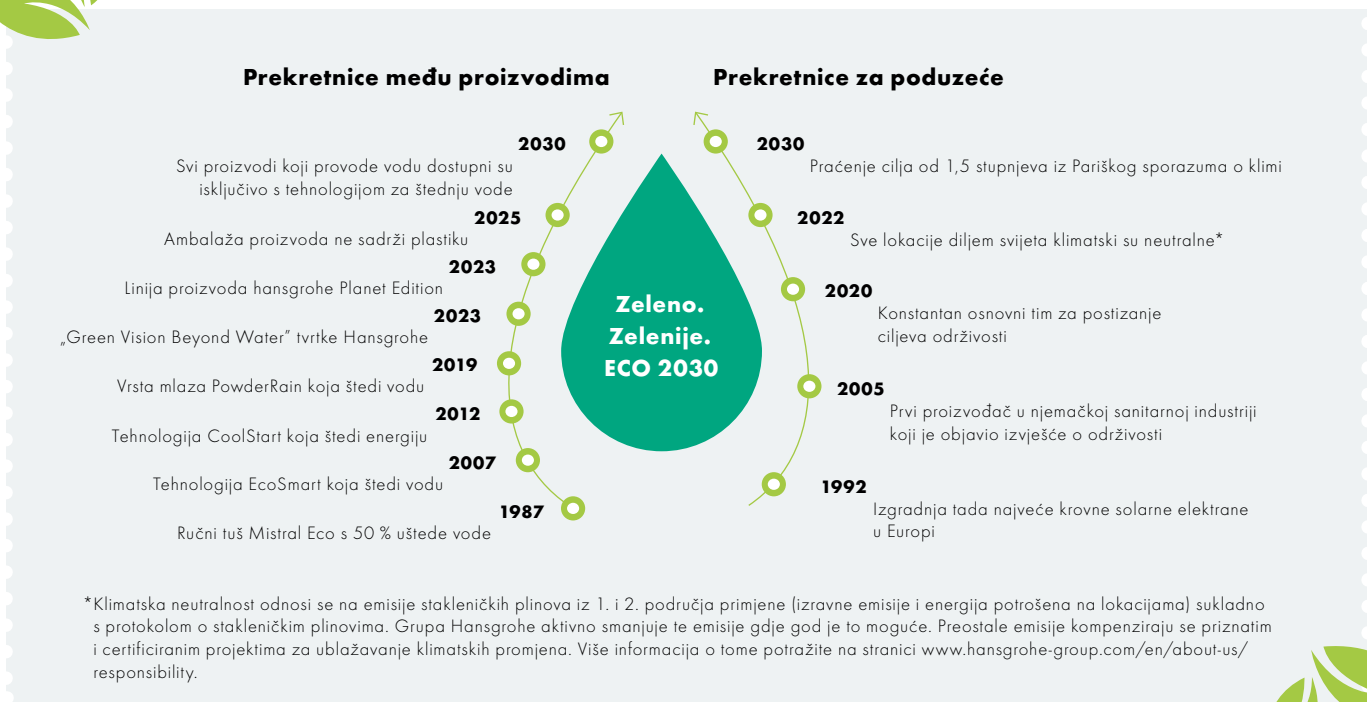 Prekretnice među proizvodima
2030
Svi proizvodi koji provode vodu dostupni su
isključivo s tehnologijom za štednju vode
2025
Ambalaža proizvoda ne sadrži plastiku
2023
Linija proizvoda hansgrohe Planet Edition
2023
„Green Vision Beyond Water” tvrtke Hansgrohe
2019
Vrsta mlaza PowderRain koja štedi vodu
2012
Tehnologija CoolStart koja štedi energiju
2007
Tehnologija EcoSmart koja štedi vodu
1987
Ručni tuš Mistral Eco s 50 % uštede vode
Zeleno.
Zelenije.
ECO 2030
Prekretnice za poduzeće
2030
Praćenje cilja od 1,5 stupnjeva iz Pariškog sporazuma o klimi
2022
Sve lokacije diljem svijeta klimatski su neutralne*
2020
Konstantan osnovni tim za postizanje
ciljeva održivosti
2005
Prvi proizvođač u njemačkoj sanitarnoj industriji
koji je objavio izvješće o održivosti
1992
Izgradnja tada najveće krovne solarne elektrane
u Europi
*Klimatska neutralnost odnosi se na emisije stakleničkih plinova iz 1. i 2. područja primjene (izravne emisije i energija potrošena na lokacijama) sukladno
s protokolom o stakleničkim plinovima. Grupa Hansgrohe aktivno smanjuje te emisije gdje god je to moguće. Preostale emisije kompenziraju se priznatim
i certificiranim projektima za ublažavanje klimatskih promjena. Više informacija o tome potražite na stranici www.hansgrohe-group.com/en/about-us/
responsibility.